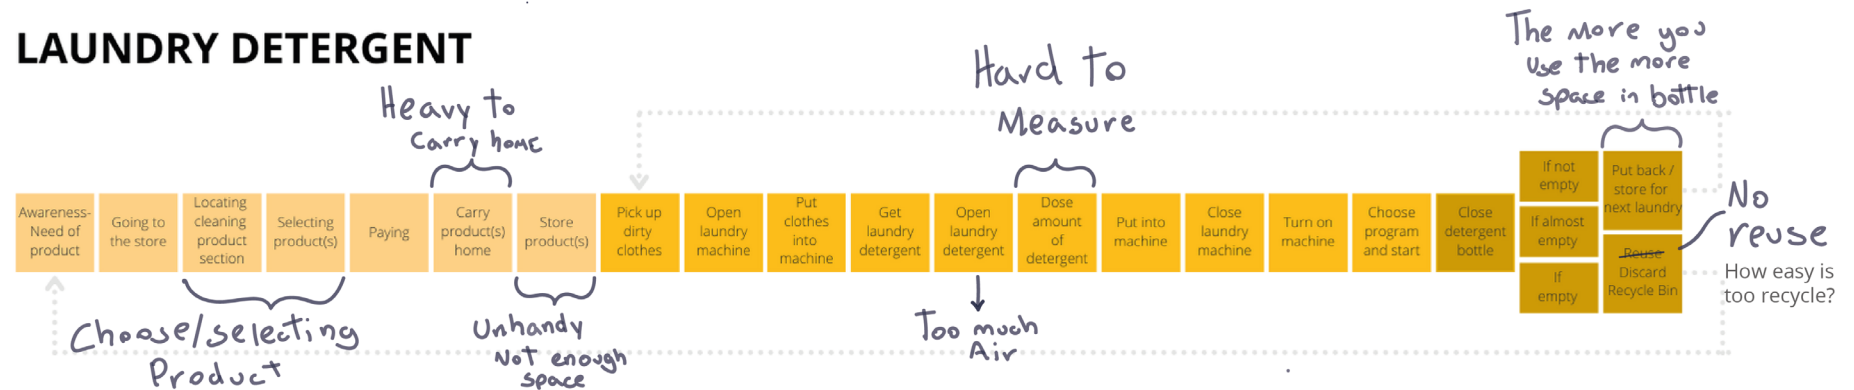 LAUNDRY DETERGENT
Heavy to
Carry home
Hard to
Measure
The more you
use the more
space in bottle
Awareness-
Need of
product
Going to
the store
Locating
cleaning
product
section
Selecting
product(s)
Paying
Carry
product(s)
home
Store
product(s)
Pick up
dirty
clothes
Open
laundry
machine
Put
clothes
into
machine
Get
laundry
detergent
Open
laundry
detergent
Dose
amount
of
detergent
Put into
machine
Close
laundry
machine
Turn on
machine
Choose
program
and start
Close
detergent
bottle
If not
empty
If almost
empty
If
empty
Put back /
store for
next laundry
Reuse
Discard
Recycle Bin
No
reuse
How easy is
too recycle?
Choose/selecting
Product
Unhandy
Not enough
space
Too much
Air